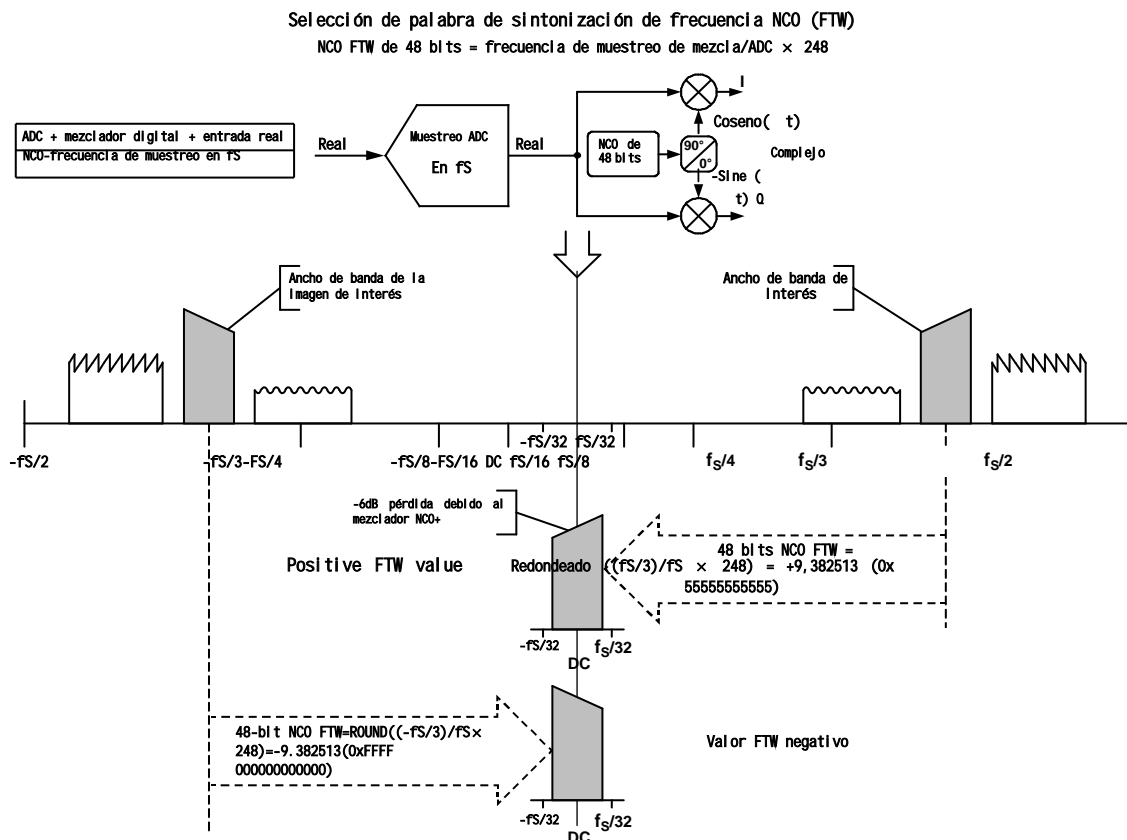 Selección de palabra de sintonización de frecuencia NCO (FTW)
NCO FTW de 48 bits = frecuencia de muestreo de mezcla/ADC × 248
ADC + mezclador digital + entrada real
NCO-frecuencia de muestreo en fS
Real
Muestreo ADC
En fS
Real
NCO de
48 bits
90°
0°
I
Coseno( t)
Complejo
-Sine (
t) Q
Ancho de banda de la
Imagen de Interés
Ancho de banda de
Interés
-fS/32 fS/32
-fS/2
-fS/3-FS/4
-fS/8-FS/16 DC fS/16 fS/8
fS/4
fS/3
fS/2
-6dB pérdida debido al
mezclador NCO+
Positive FTW value
48 bits NCO FTW =
Redondeado ((fS/3)/fS × 248) = +9,382513 (0x
55555555555)
-fS/32
fS/32
DC
48-bit NCO FTW=ROUND((-fS/3)/fS×
248)=-9.382513(0xFFFF
000000000000)
Valor FTW negativo
-fS/32
fS/32
DC